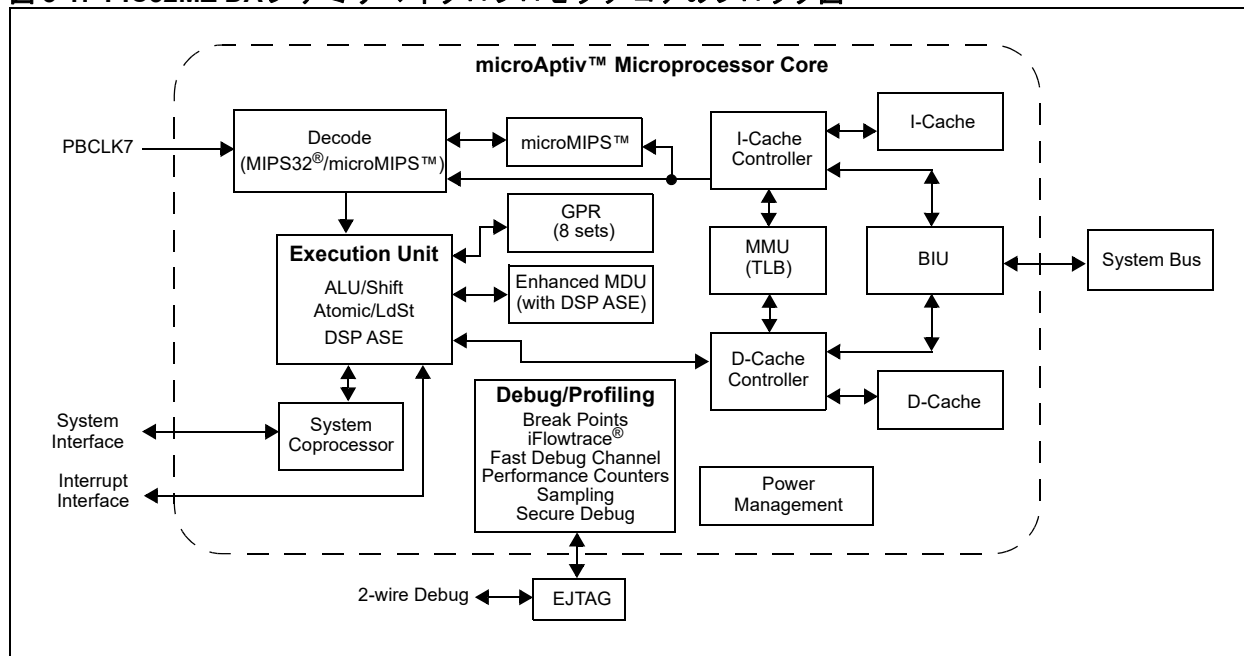 microAptiv™ Microprocessor Core
PBCLK7
Decode
(MIPS32®/microMIPS™)
microMIPS™
I-Cache
Controller
I-Cache
GPR
(8 sets)
Execution Unit
ALU/Shift
Atomic/LdSt
DSP ASE
Enhanced MDU
(with DSP ASE)
MMU
(TLB)
BIU
System Bus
D-Cache
Controller
D-Cache
Debug/Profiling
Break Points
iFlowtrace®
Fast Debug Channel
Performance Counters
Sampling
Secure Debug
System
Coprocessor
System
Interface
Interrupt
Interface
Power
Management
2-wire Debug
EJTAG